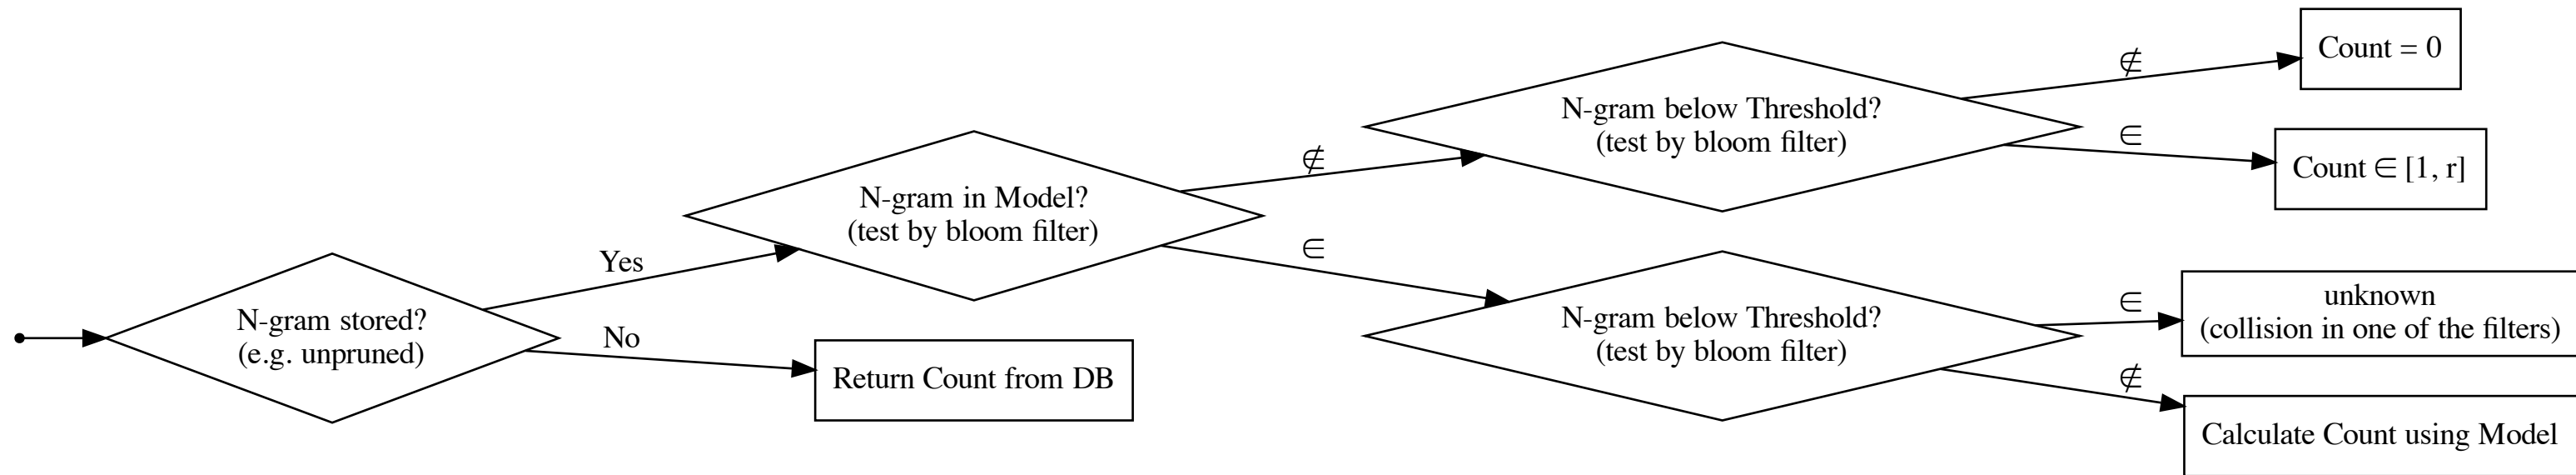 N-gram stored?
(e.g. unpruned)
Yes
No
N-gram in Model?
(test by bloom filter)
Return Count from DB
∉
∈
N-gram below Threshold?
(test by bloom filter)
N-gram below Threshold?
(test by bloom filter)
∉
∈
∈
∉
Count = 0
Count ∈ [1, r]
unknown
(collision in one of the filters)
Calculate Count using Model